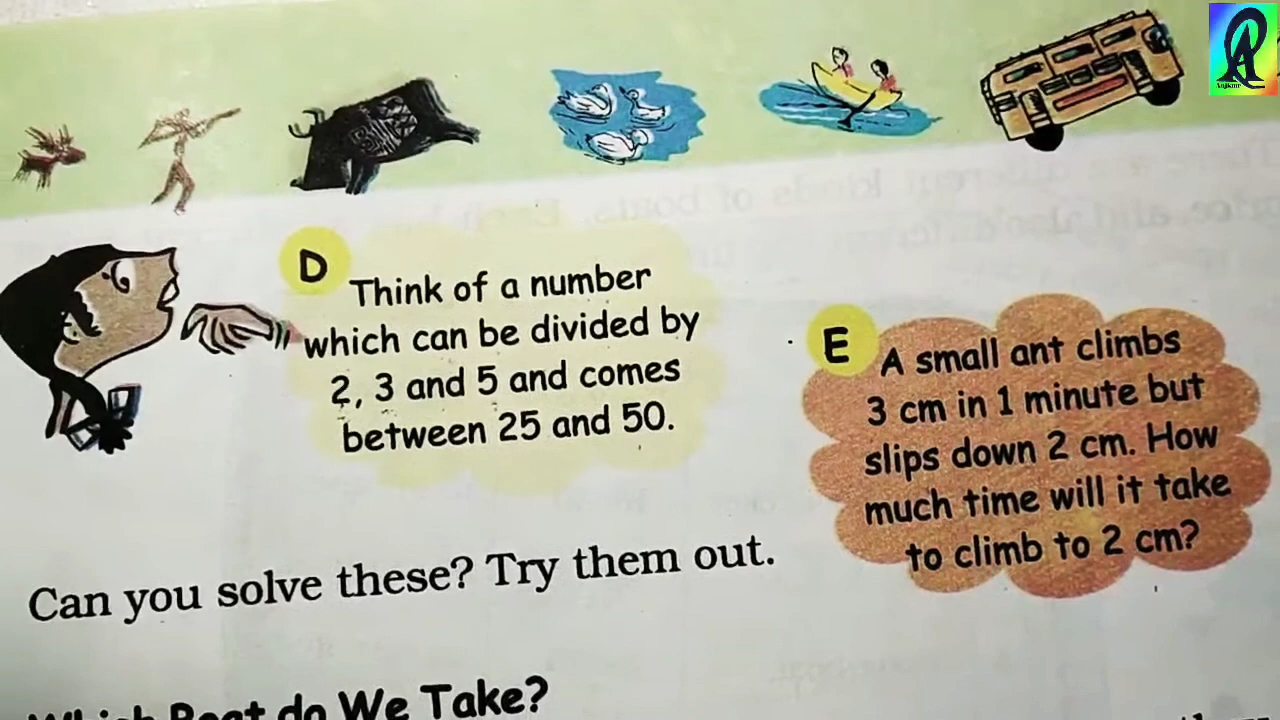 D
Think of a number
which can be divided by
2, 3 and 5 and comes
between 25 and 50.
E
A small ant climbs
3 cm in 1 minute but
slips down 2 cm. How
much time will it take
to climb to 2 cm?
Can you solve these? Try them out.
Which Boat do We Take?